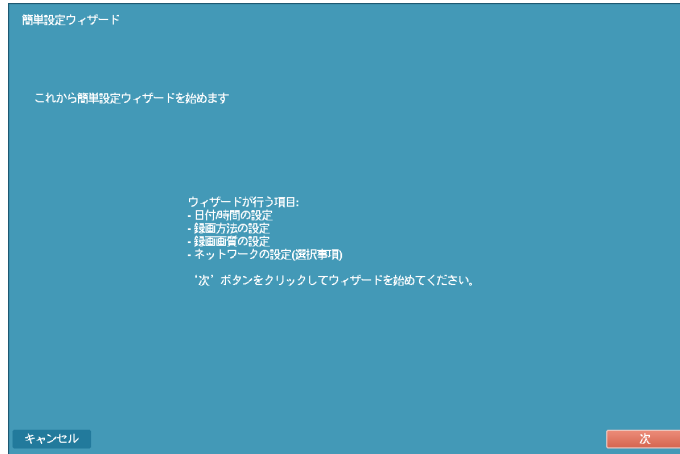 簡単設定ウィザード
これから簡単設定ウィザードを始めます
ウィザードが行う項目:
- 日付/時間の設定
- 録画方法の設定
- 録画画質の設定
- ネットワークの設定(選択事項)
‘次’ボタンをクリックしてウィザードを始めてください。
キャンセル
次